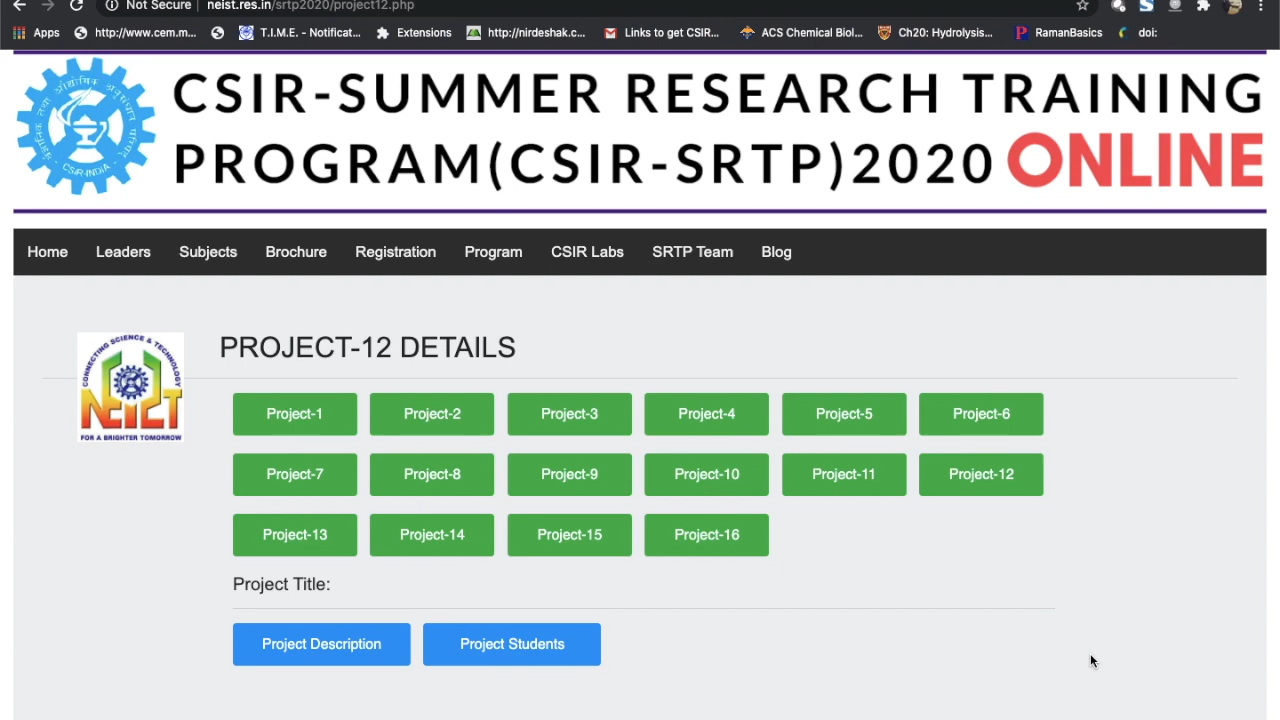 Not Secure neist.res.in/srtp2020/project12.php
Apps http://www.cem.m... T.I.M.E. - Notificat... Extensions http://nirdeshak.c... Links to get CSIR... ACS Chemical Biol... Ch20: Hydrolysis... RamanBasics doi:
CSIR-SUMMER RESEARCH TRAINING
PROGRAM(CSIR-SRTP)2020 ONLINE
CSIR-INDIA
Home Leaders Subjects Brochure Registration Program CSIR Labs SRTP Team Blog
CONNECTING SCIENCE & TECHNOLOGY
NEIST
FOR A BRIGHTER TOMORROW
PROJECT-12 DETAILS
Project-1 Project-2 Project-3 Project-4 Project-5 Project-6
Project-7 Project-8 Project-9 Project-10 Project-11 Project-12
Project-13 Project-14 Project-15 Project-16
Project Title:
Project Description Project Students